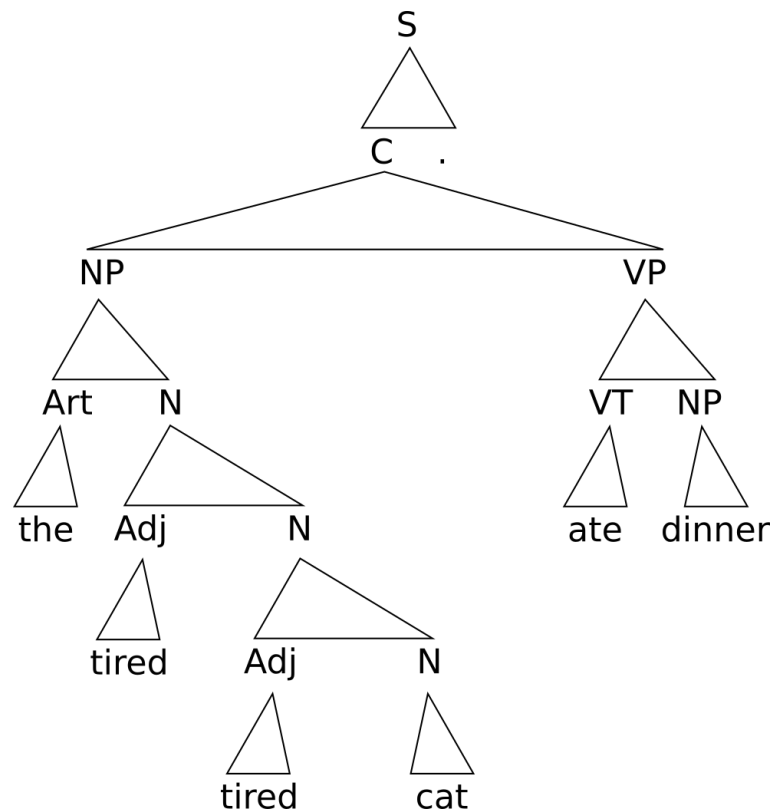 S
C .
NP VP
Art N VT NP
the Adj N ate dinner
tired Adj N
tired cat